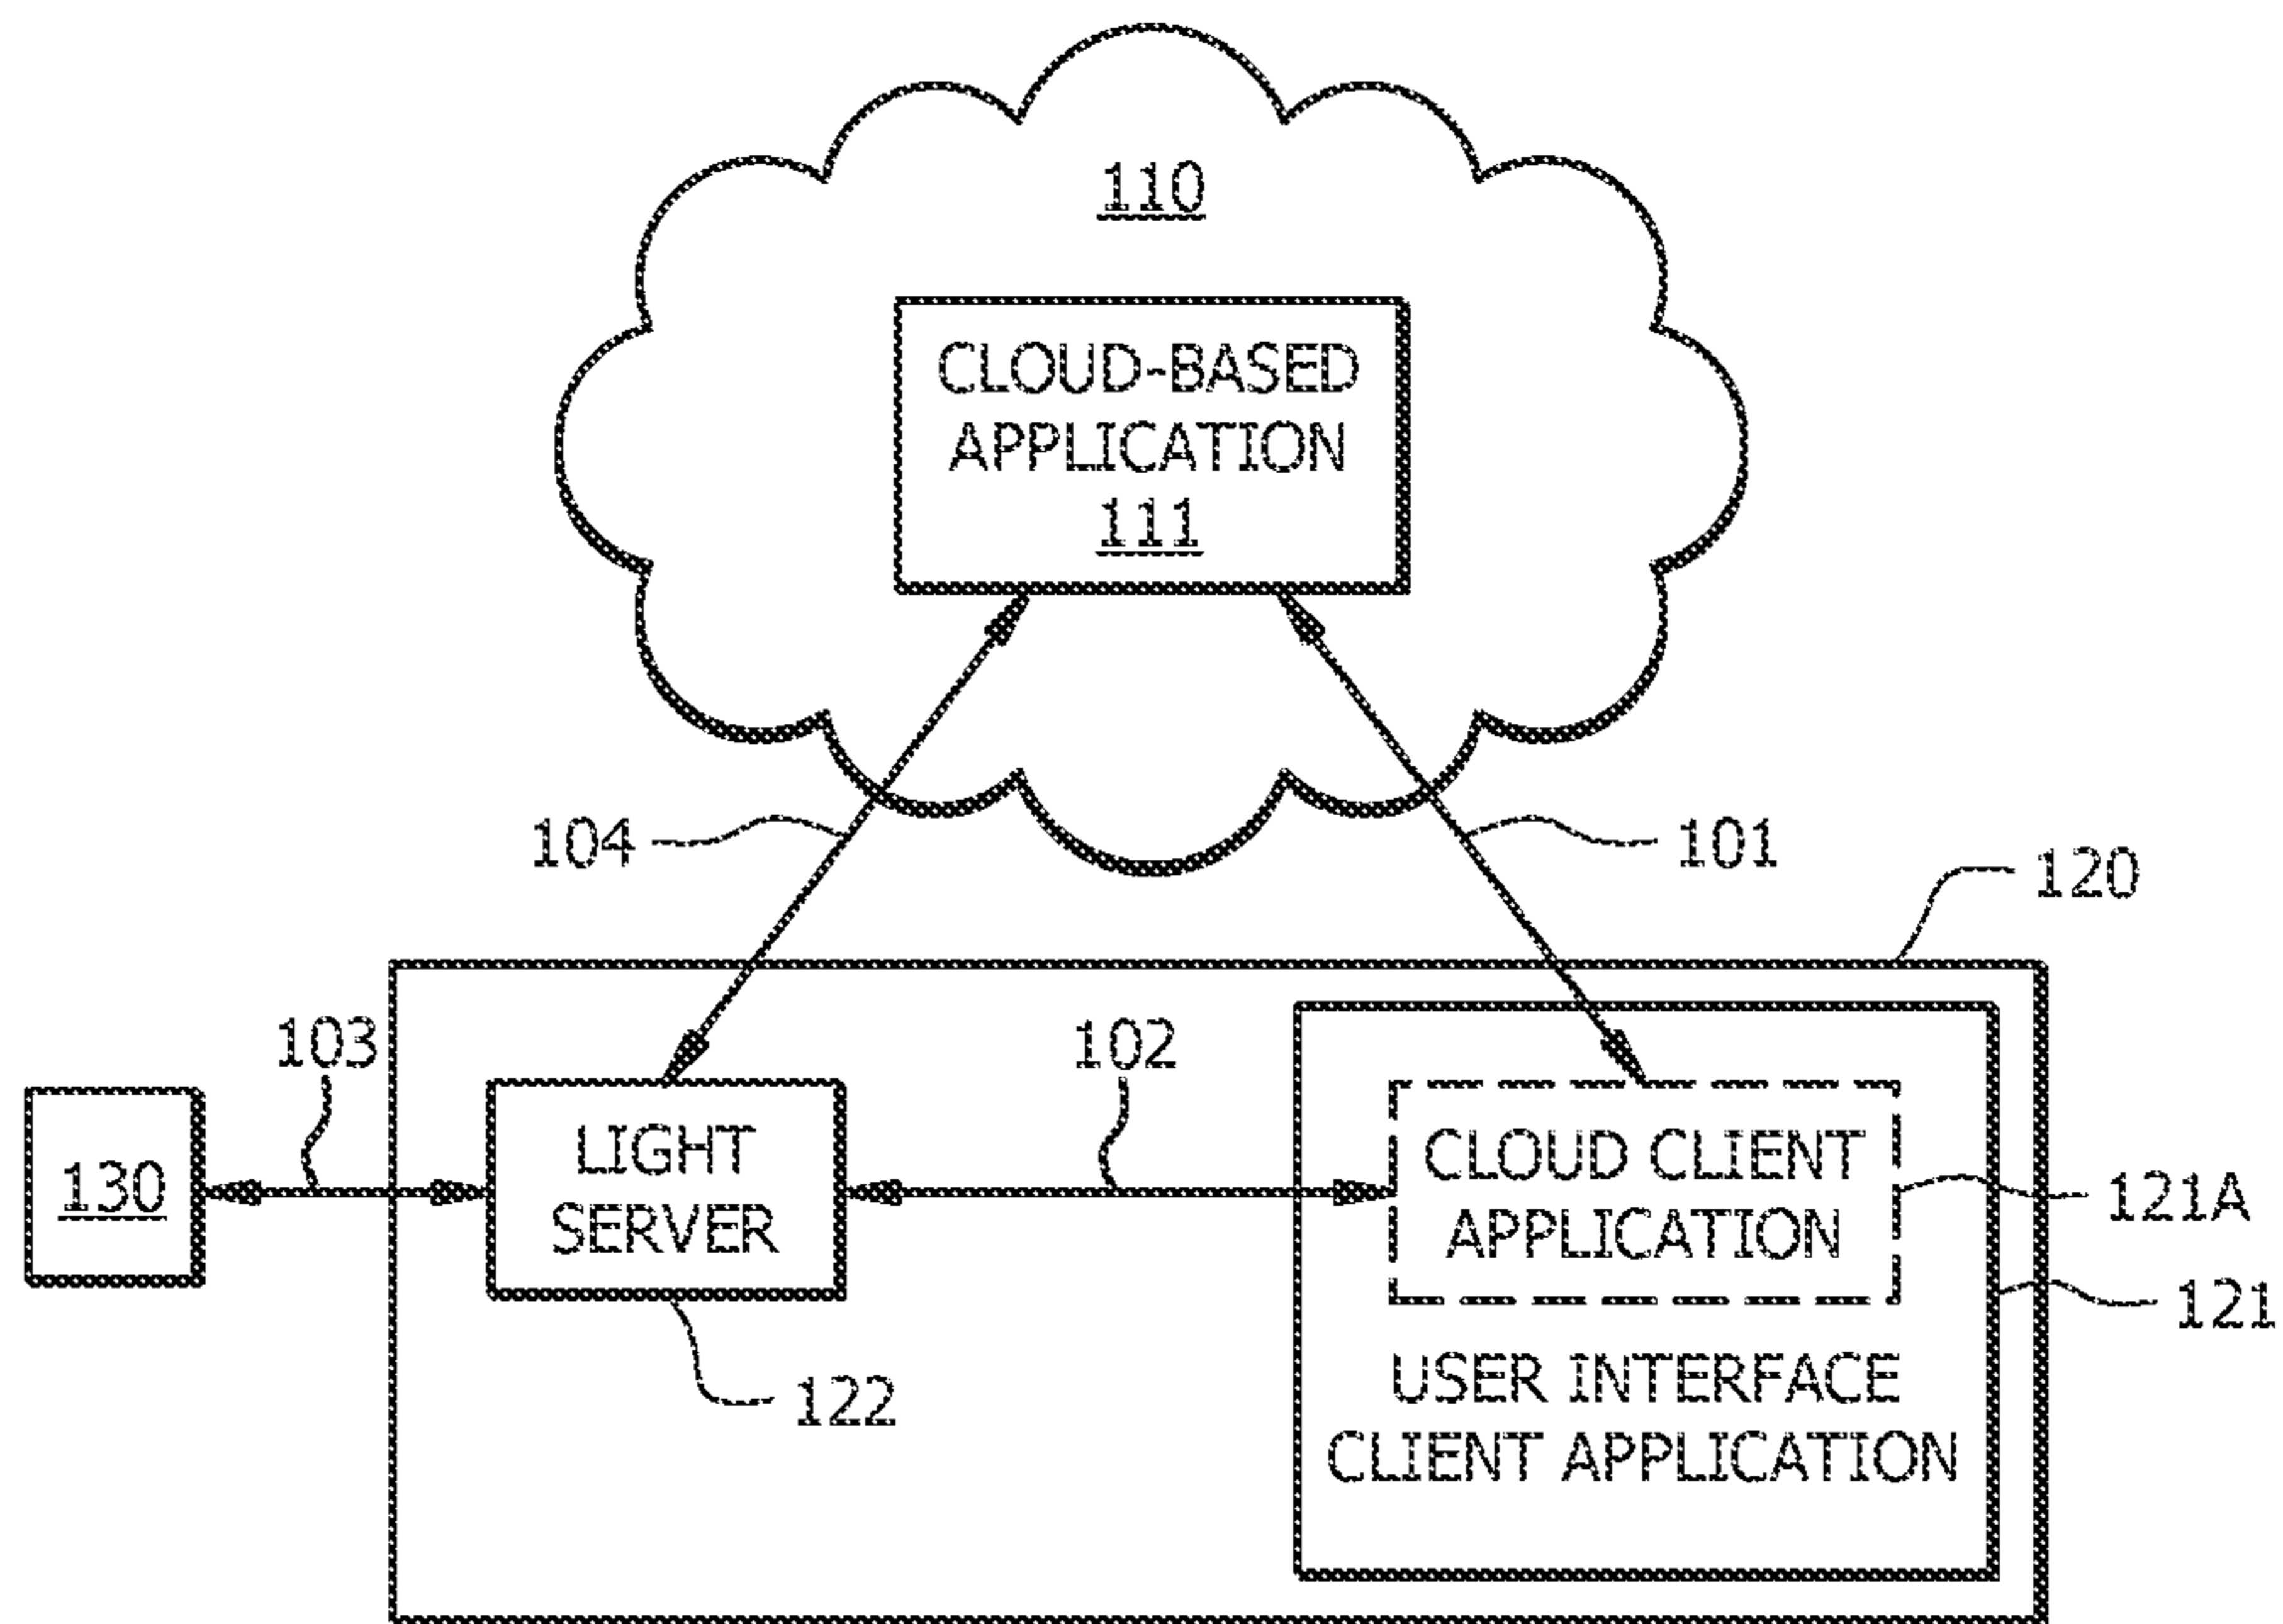 110
CLOUD-BASED
APPLICATION
111
104
101
120
103
102
130
LIGHT
SERVER
CLOUD CLIENT
APPLICATION
121A
121
122
USER INTERFACE
CLIENT APPLICATION